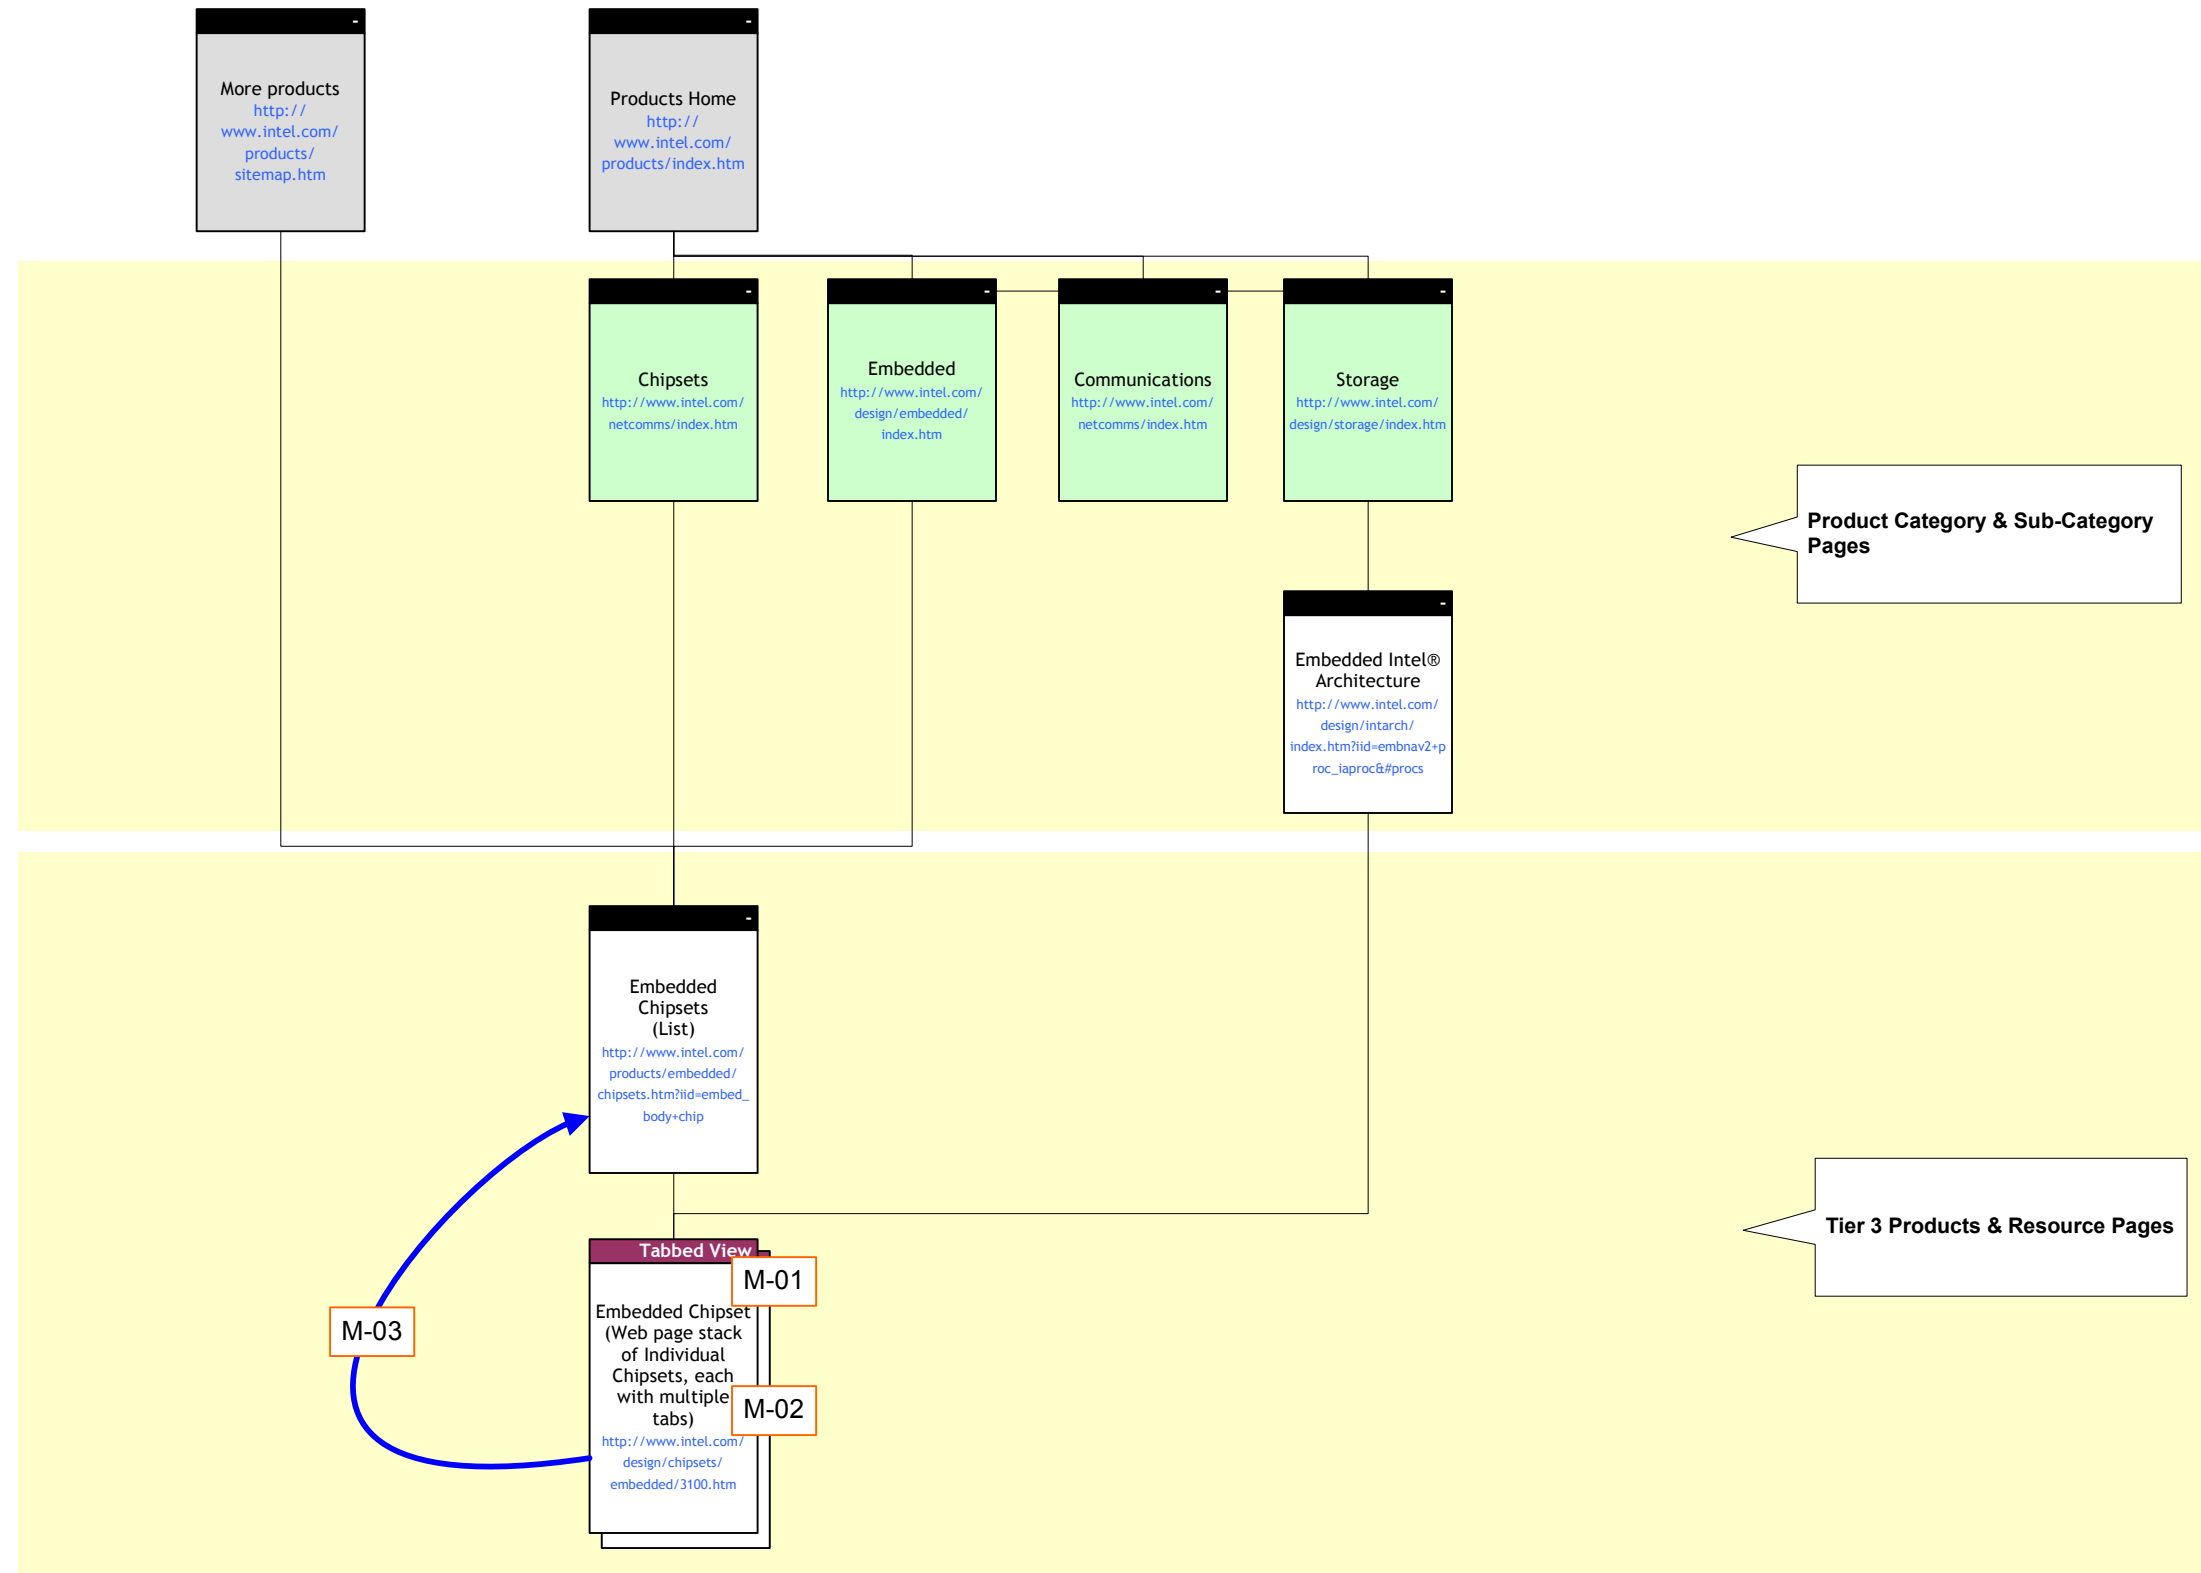 -
More products
http://
www.intel.com/
products/
sitemap.htm
-
Products Home
http://
www.intel.com/
products/index.htm
-
Chipsets
http://www.intel.com/
netcomms/index.htm
-
Embedded
http://www.intel.com/
design/embedded/
index.htm
-
Communications
http://www.intel.com/
netcomms/index.htm
-
Storage
http://www.intel.com/
design/storage/index.htm
Product Category & Sub-Category
Pages
-
Embedded Intel®
Architecture
http://www.intel.com/
design/intarch/
index.htm?iid=embnav2+p
roc_iaproc&#procs
-
Embedded
Chipsets
(List)
http://www.intel.com/
products/embedded/
chipsets.htm?iid=embed_
body+chip
Tier 3 Products & Resource Pages
Tabbed View
M-01
Embedded Chipset
(Web page stack
of Individual
Chipsets, each
with multiple
tabs)
http://www.intel.com/
design/chipsets/
embedded/3100.htm
M-02
M-03